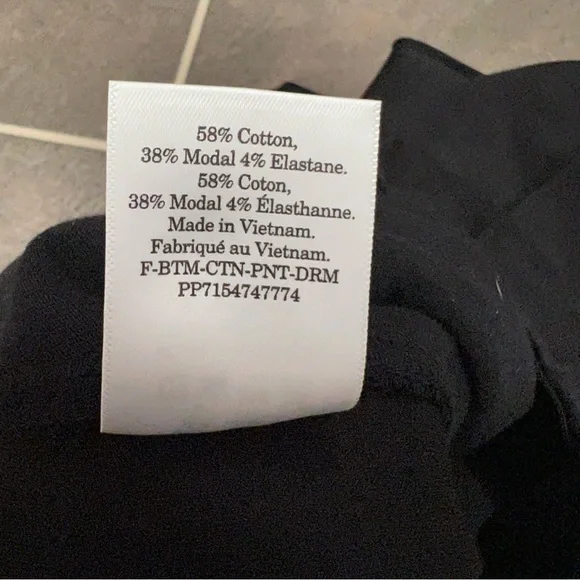 58% Cotton,
38% Modal 4% Elastane.
58% Coton,
38% Modal 4% Élasthanne.
Made in Vietnam.
Fabriqué au Vietnam.
F-BTM-CTN-PNT-DRM
PP7154747774